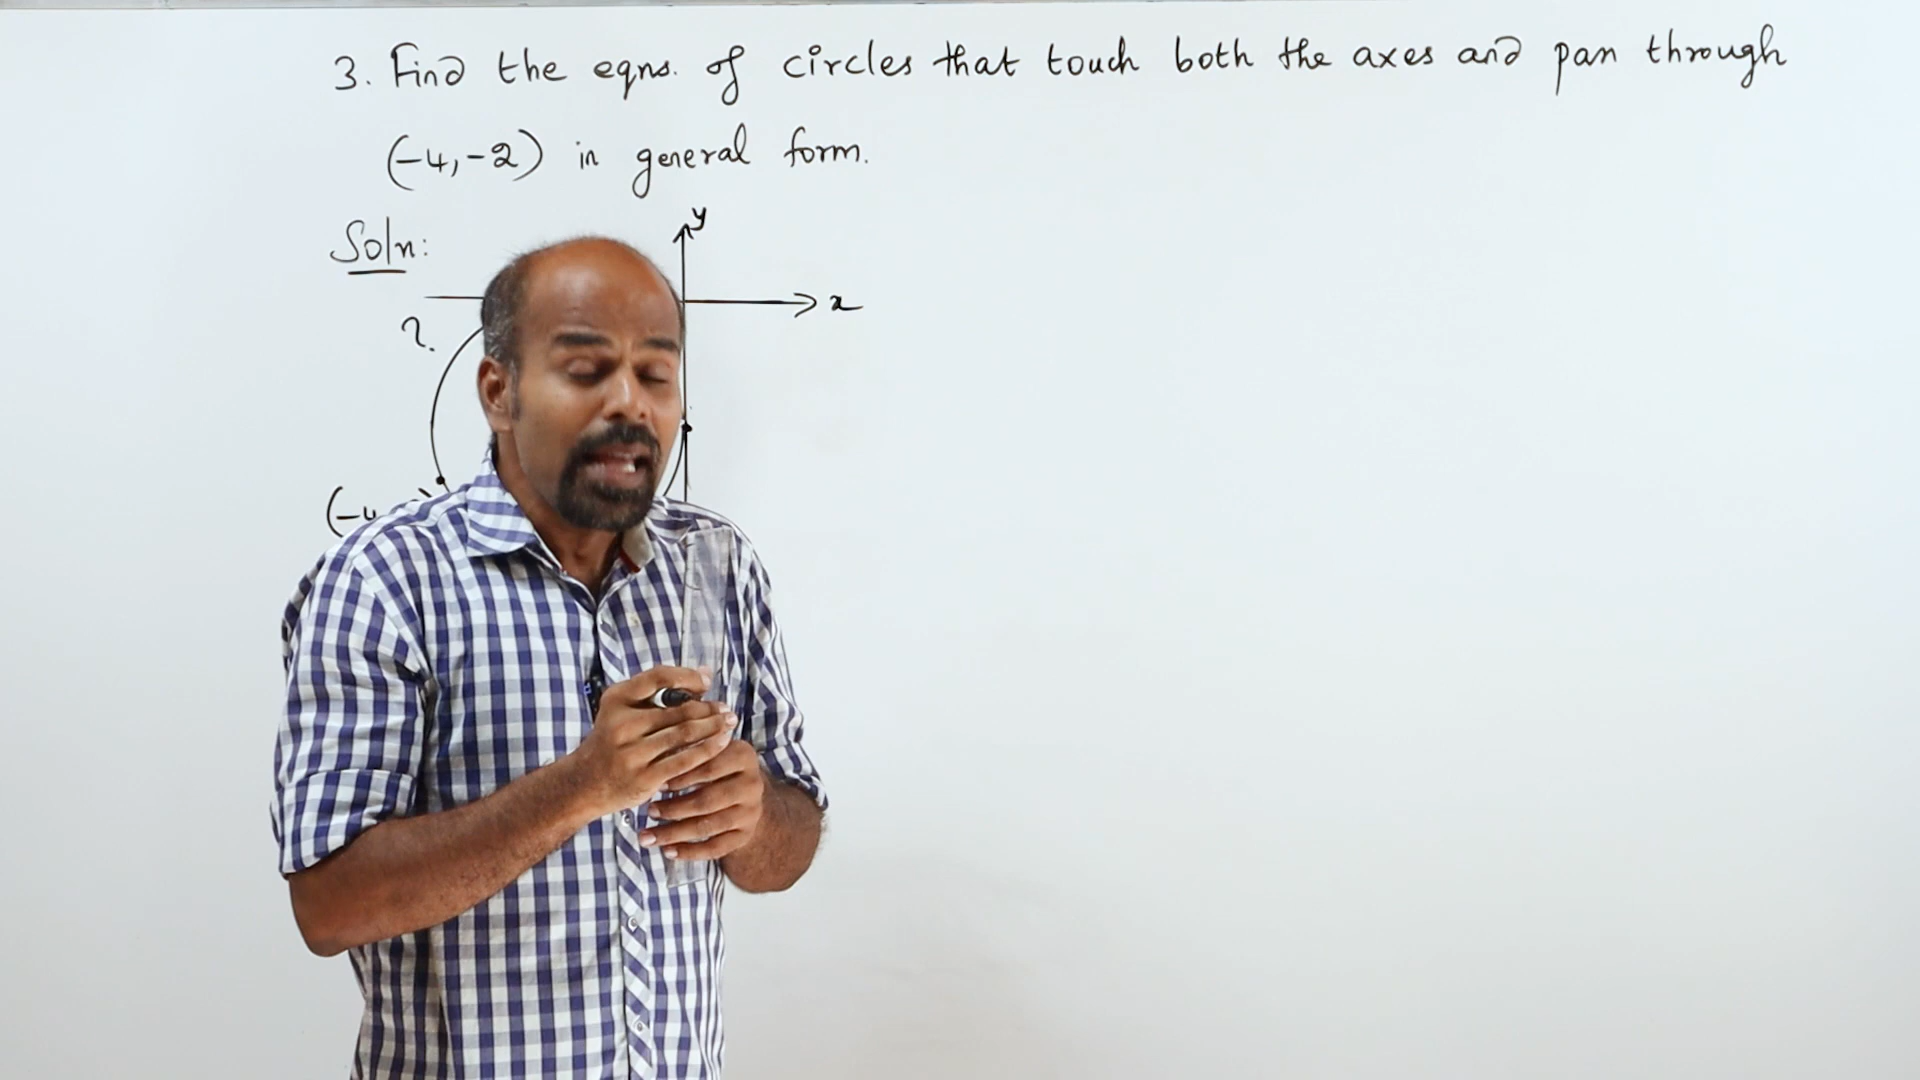 3. Find the eqns. of circles that touch both the axes and pass through
(-4,-2) in general form.
Soln:
y
x
?
(-4